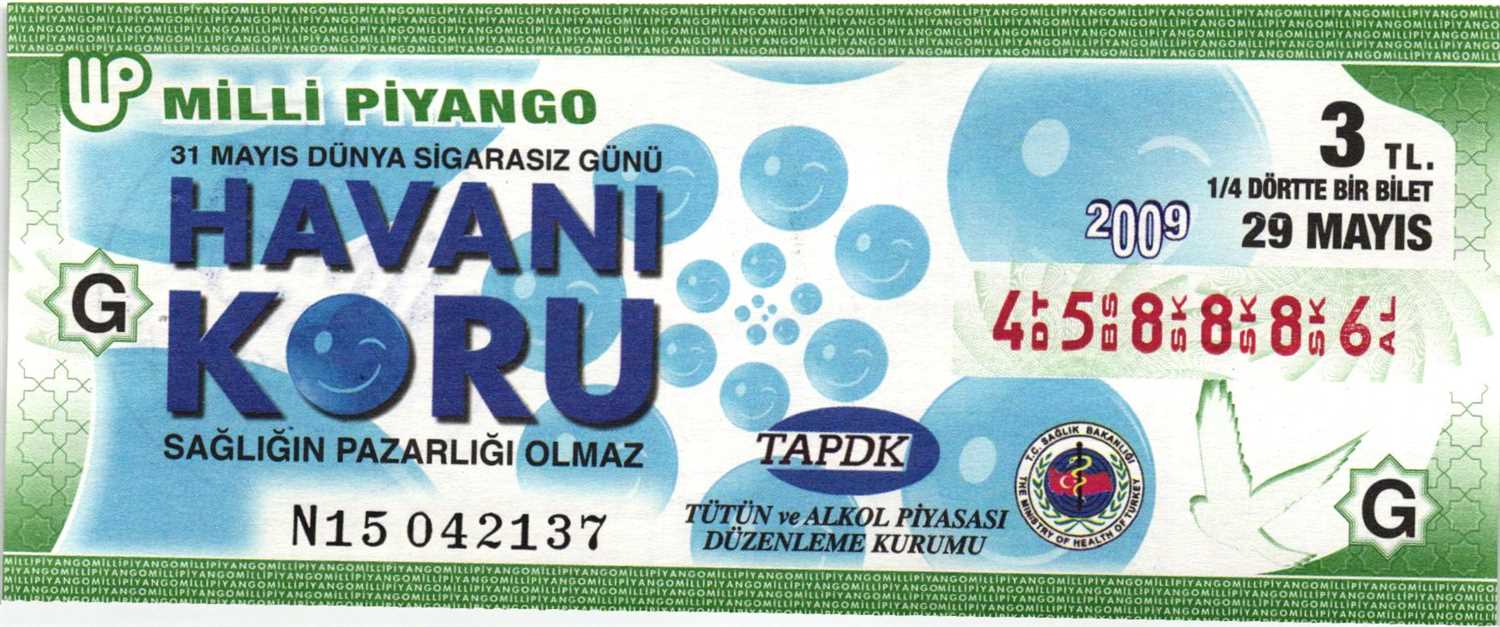 MİLLİ PİYANGO
31 MAYIS DÜNYA SİGARASIZ GÜNÜ
HAVANI
KORU
SAĞLIĞIN PAZARLIĞI OLMAZ
N15 042137
G
3 TL.
1/4 DÖRTTE BİR BİLET
2009 29 MAYIS
4 DT 5 BS 8 SK 8 SK 8 SK 6 AL
TAPDK
TÜTÜN ve ALKOL PİYASASI
DÜZENLEME KURUMU
T.C. SAĞLIK BAKANLIĞI
THE MINISTRY OF HEALTH OF TURKEY
G